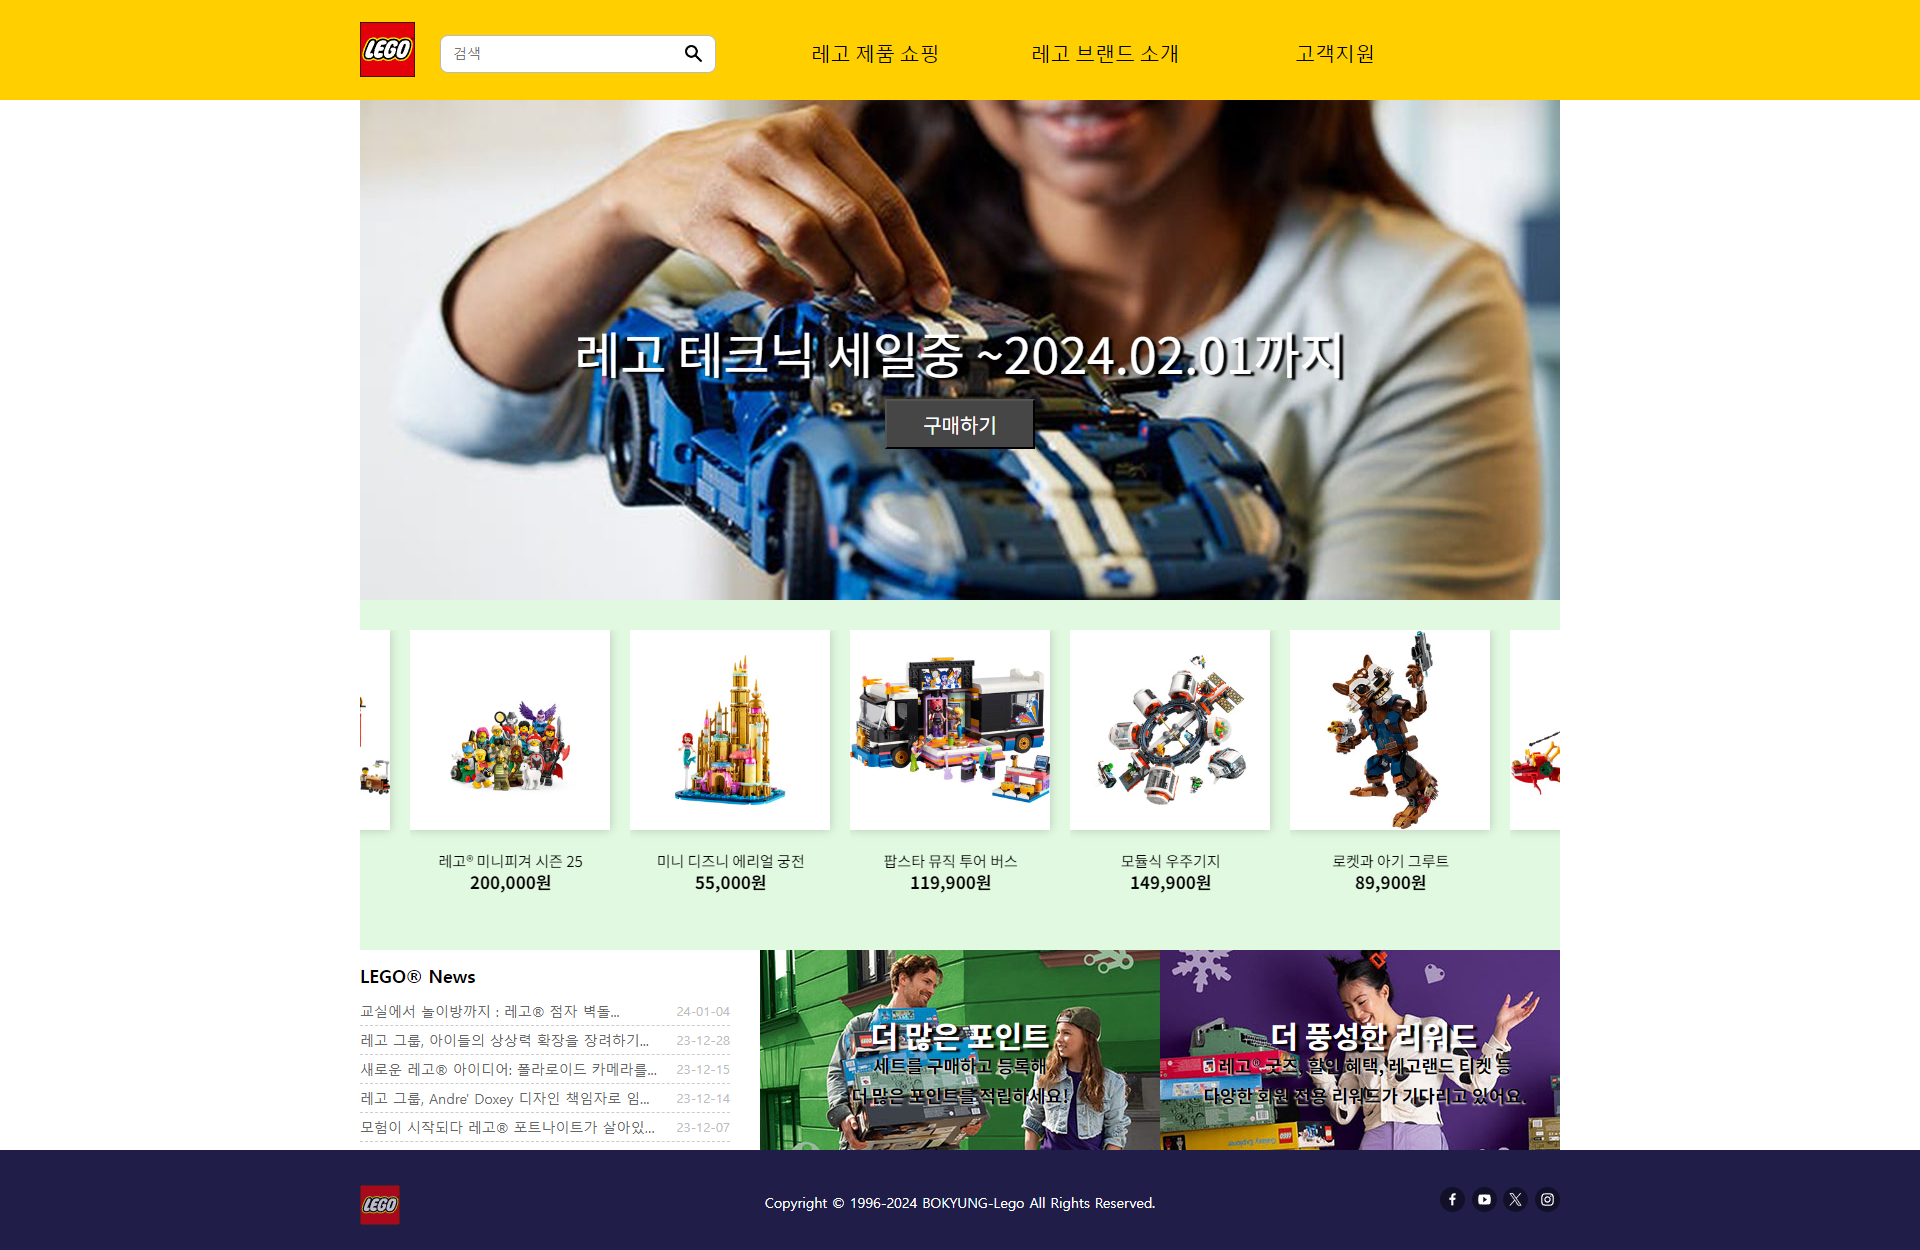 LEGO
검색
레고 제품 쇼핑
레고 브랜드 소개
고객지원
레고 테크닉 세일중 ~2024.02.01까지
구매하기
레고® 미니피겨 시즌 25
200,000원
미니 디즈니 에리얼 궁전
55,000원
팝스타 뮤직 투어 버스
119,900원
모듈식 우주기지
149,900원
로켓과 아기 그루트
89,900원
LEGO® News
교실에서 놀이방까지 : 레고® 점자 벽돌... 24-01-04
레고 그룹, 아이들의 상상력 확장을 장려하기... 23-12-28
새로운 레고® 아이디어: 폴라로이드 카메라를... 23-12-15
레고 그룹, Andre' Doxey 디자인 책임자로 임... 23-12-14
모험이 시작되다 레고® 포트나이트가 살아있... 23-12-07
더 많은 포인트
세트를 구매하고 등록해
더 많은 포인트를 적립하세요!
더 풍성한 리워드
레고® 굿즈, 할인 혜택, 레고랜드 티켓 등
다양한 회원 전용 리워드가 기다리고 있어요.
LEGO
Copyright © 1996-2024 BOKYUNG-Lego All Rights Reserved.